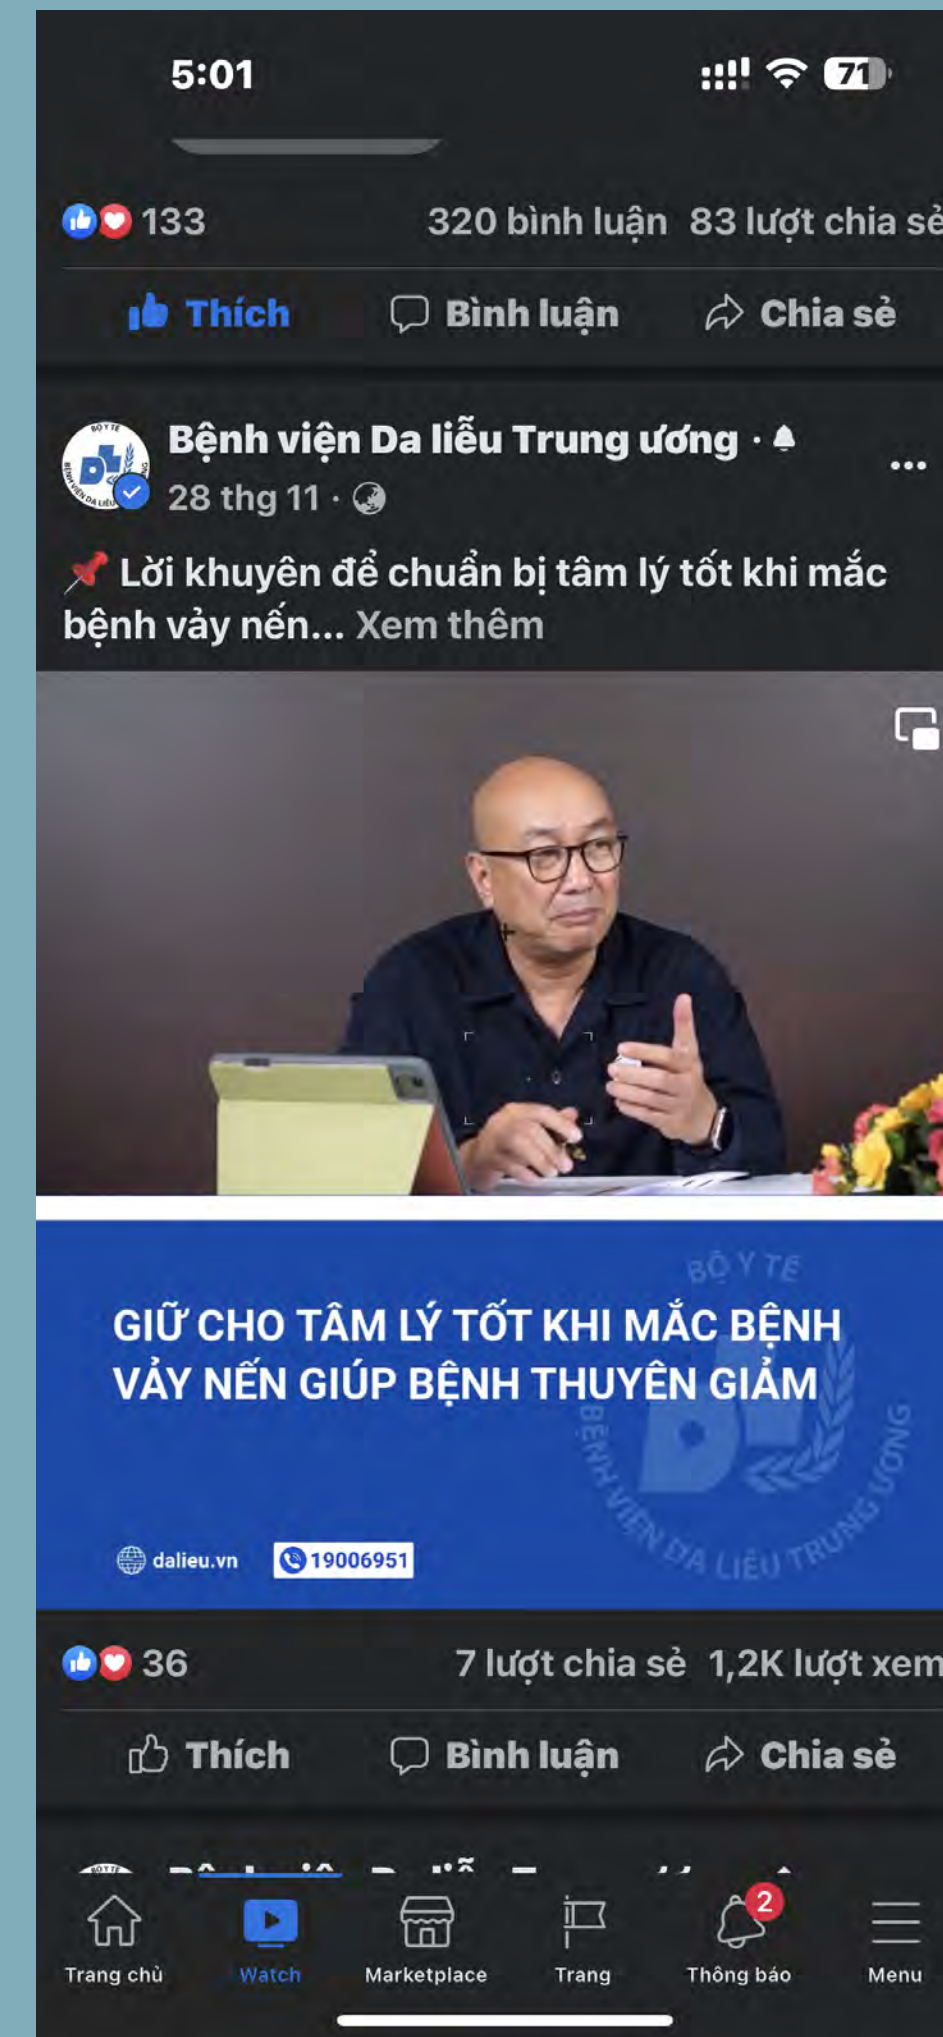 5:01
71
133
320 bình luận 83 lượt chia sẻ
Thích
Bình luận
Chia sẻ
BỘ Y TẾ
Bệnh viện Da liễu Trung ương ·
28 thg 11 ·
Lời khuyên để chuẩn bị tâm lý tốt khi mắc
bệnh vảy nến... Xem thêm
BỘ Y TẾ
GIỮ CHO TÂM LÝ TỐT KHI MẮC BỆNH
VẢY NẾN GIÚP BỆNH THUYÊN GIẢM
BỆNH VIỆN DA LIỄU TRUNG ƯƠNG
dalieu.vn
19006951
36
7 lượt chia sẻ 1,2K lượt xem
Thích
Bình luận
Chia sẻ
2
Trang chủ
Watch
Marketplace
Trang
Thông báo
Menu